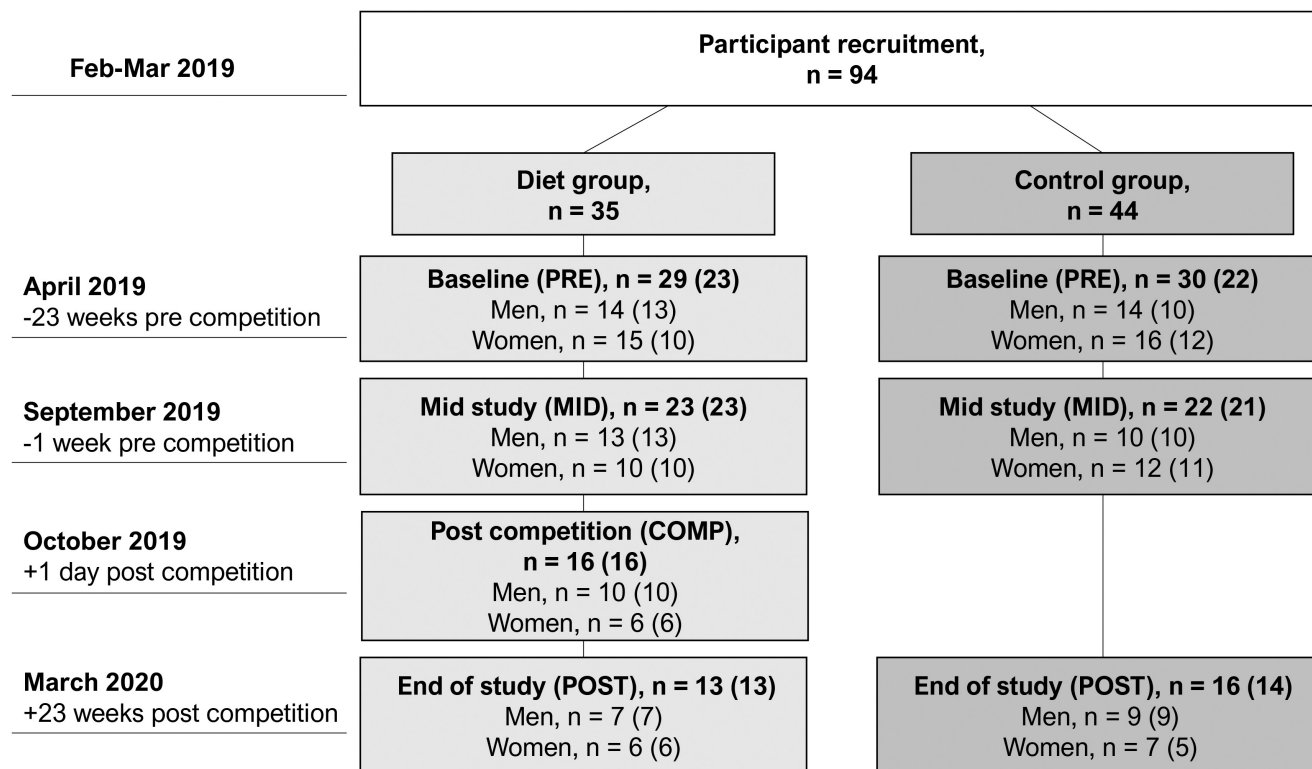 Feb-Mar 2019
Participant recruitment,
n = 94
Diet group,
n = 35
Control group,
n = 44
April 2019
-23 weeks pre competition
Baseline (PRE), n = 29 (23)
Men, n = 14 (13)
Women, n = 15 (10)
Baseline (PRE), n = 30 (22)
Men, n = 14 (10)
Women, n = 16 (12)
September 2019
-1 week pre competition
Mid study (MID), n = 23 (23)
Men, n = 13 (13)
Women, n = 10 (10)
Mid study (MID), n = 22 (21)
Men, n = 10 (10)
Women, n = 12 (11)
October 2019
+1 day post competition
Post competition (COMP),
n = 16 (16)
Men, n = 10 (10)
Women, n = 6 (6)
March 2020
+23 weeks post competition
End of study (POST), n = 13 (13)
Men, n = 7 (7)
Women, n = 6 (6)
End of study (POST), n = 16 (14)
Men, n = 9 (9)
Women, n = 7 (5)